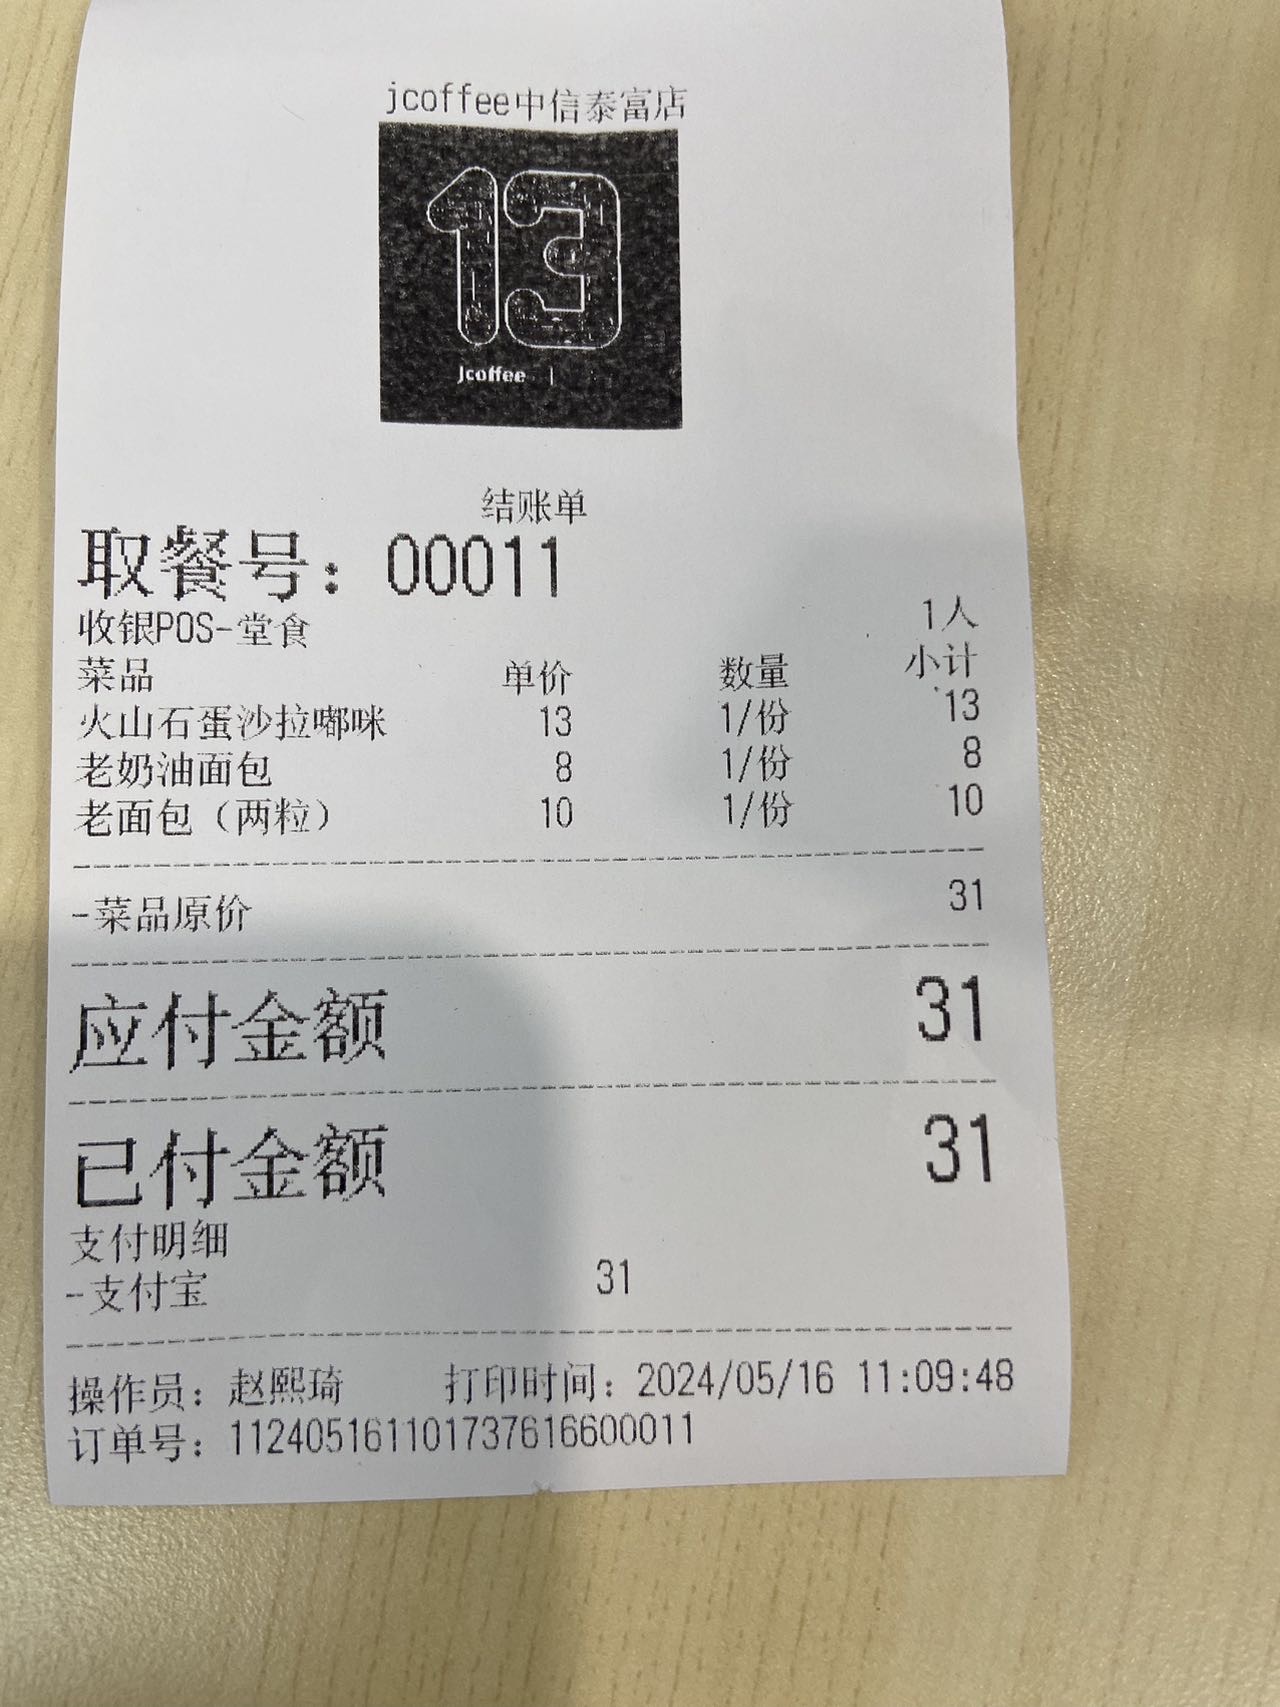 jcoffee中信泰富店
13
Jcoffee |
结账单
取餐号：00011
收银POS-堂食 1人
菜品 单价 数量 小计
火山石蛋沙拉嘟咪 13 1/份 13
老奶油面包 8 1/份 8
老面包（两粒） 10 1/份 10
-菜品原价 31
应付金额 31
已付金额 31
支付明细
-支付宝 31
操作员：赵熙琦 打印时间：2024/05/16 11:09:48
订单号：112405161101737616600011